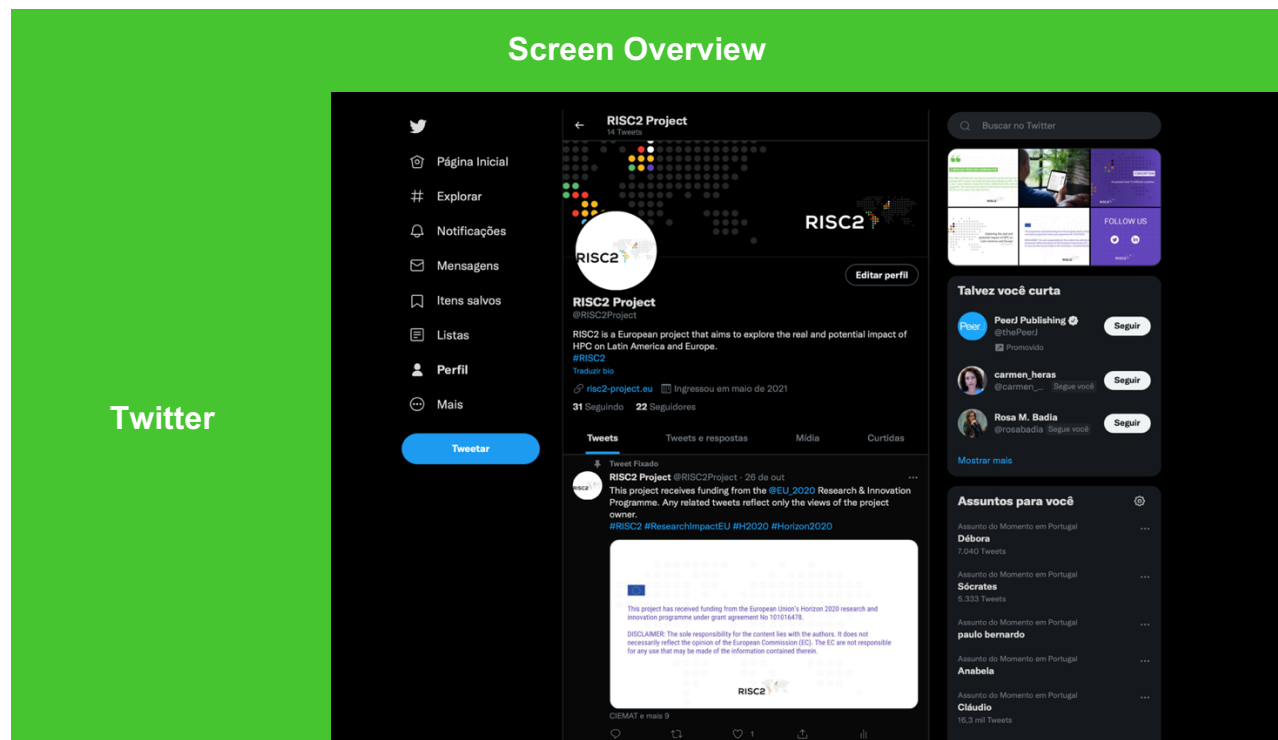 Screen Overview
Twitter
Página Inicial
Explorar
Notificações
Mensagens
Itens salvos
Listas
Perfil
Mais
Tweetar
RISC2 Project
14 Tweets
RISC2
RISC2
Editar perfil
RISC2 Project
@RISC2Project
RISC2 is a European project that aims to explore the real and potential impact of
HPC on Latin America and Europe.
#RISC2
Traduzir bio
risc2-project.eu Ingressou em maio de 2021
31 Seguindo 22 Seguidores
Tweets Tweets e respostas Mídia Curtidas
Tweet Fixado
RISC2 Project @RISC2Project · 26 de out
This project receives funding from the @EU_2020 Research & Innovation
Programme. Any related tweets reflect only the views of the project
owner.
#RISC2 #ResearchImpactEU #H2020 #Horizon2020
This project has received funding from the European Union's Horizon 2020 research and
innovation programme under grant agreement No 101016478.
DISCLAIMER: The sole responsibility for the content lies with the authors. It does not
necessarily reflect the opinion of the European Commission (EC). The EC are not responsible
for any use that may be made of the information contained therein.
RISC2
CIEMAT e mais 9
1
Buscar no Twitter
FOLLOW US
Talvez você curta
Peer
PeerJ Publishing
@thePeerJ
Seguir
Promovido
carmen_heras
@carmen_... Segue você
Seguir
Rosa M. Badia
@rosabadia Segue você
Seguir
Mostrar mais
Assuntos para você
Assunto do Momento em Portugal
Débora
7.040 Tweets
Assunto do Momento em Portugal
Sócrates
5.333 Tweets
Assunto do Momento em Portugal
paulo bernardo
Assunto do Momento em Portugal
Anabela
Assunto do Momento em Portugal
Cláudio
16,3 mil Tweets